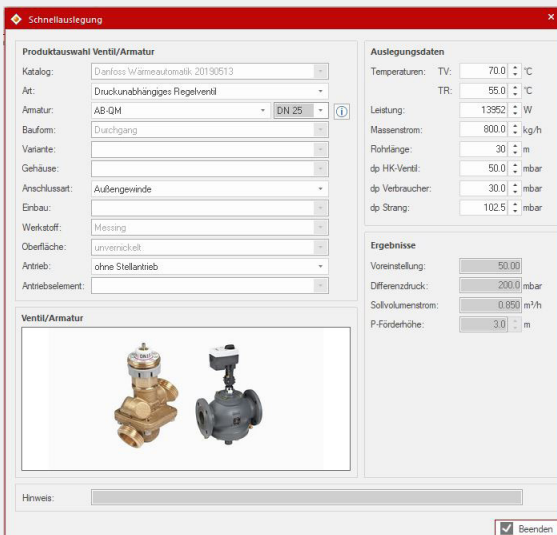 Schnellauslegung
Produktauswahl Ventil/Armatur
Katalog: Danfoss Wärmeautomatik 20190513
Art: Druckunabhängiges Regelventil
Armatur: AB-QM DN 25
Bauform: Durchgang
Variante:
Gehäuse:
Anschlussart: Außengewinde
Einbau:
Werkstoff: Messing
Oberfläche: unvernickelt
Antrieb: ohne Stellantrieb
Antriebselement:
Ventil/Armatur
Auslegungsdaten
Temperaturen: TV: 70.0 °C
TR: 55.0 °C
Leistung: 13952 W
Massenstrom: 800.0 kg/h
Rohrlänge: 30 m
dp HK-Ventil: 50.0 mbar
dp Verbraucher: 30.0 mbar
dp Strang: 102.5 mbar
Ergebnisse
Voreinstellung: 50.00
Differenzdruck: 200.0 mbar
Sollvolumenstrom: 0.850 m³/h
P-Förderhöhe: 3.0 m
Hinweis:
Beenden